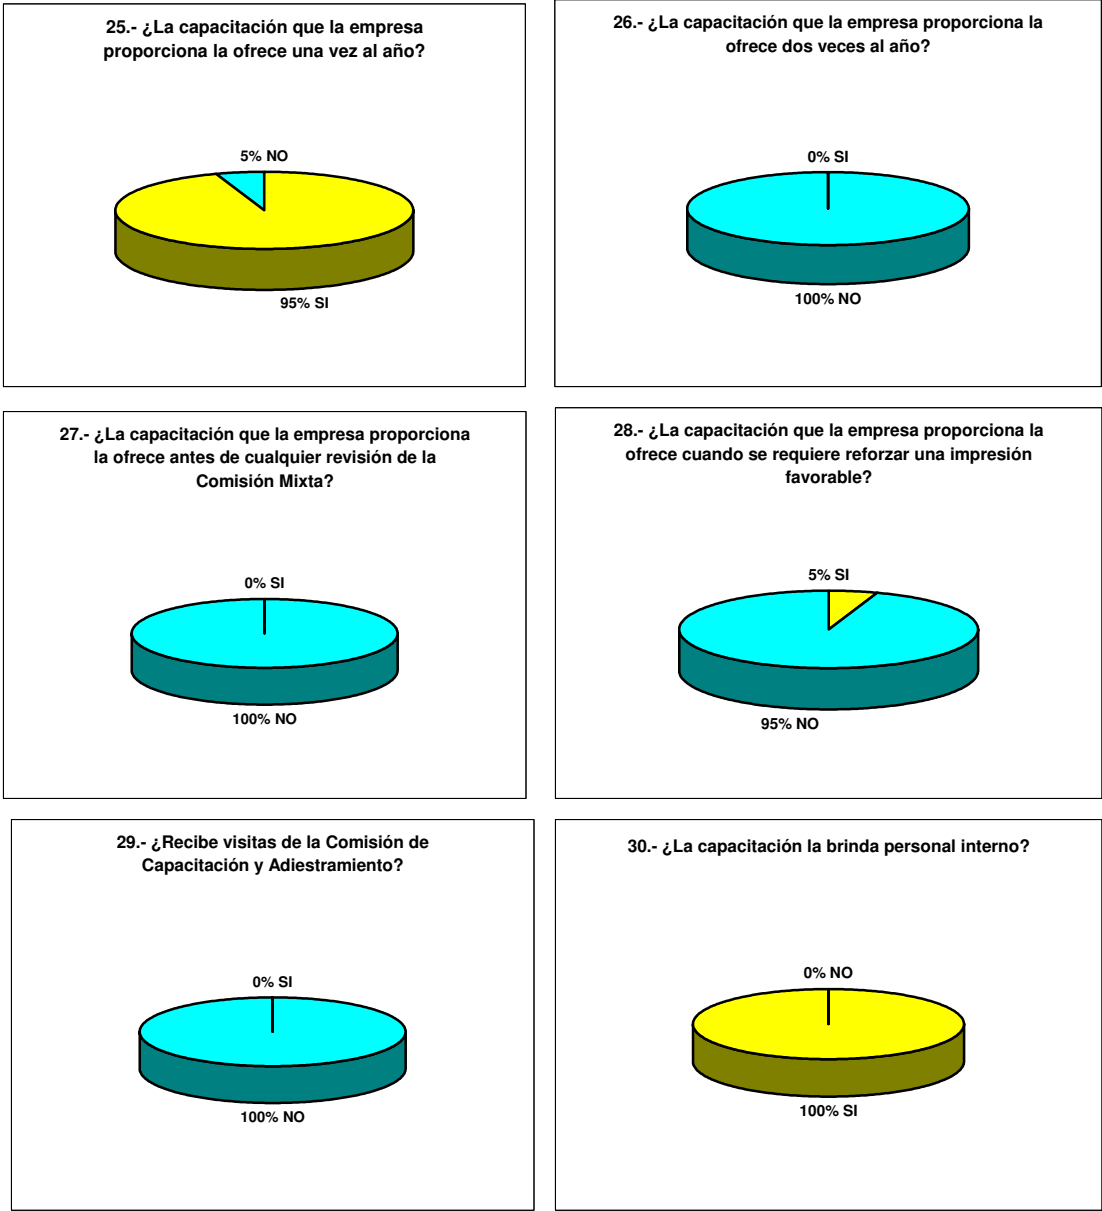 25.- ¿La capacitación que la empresa
proporciona la ofrece una vez al año?
5% NO
95% SI
26.- ¿La capacitación que la empresa proporciona la
ofrece dos veces al año?
0% SI
100% NO
27.- ¿La capacitación que la empresa proporciona
la ofrece antes de cualquier revisión de la
Comisión Mixta?
0% SI
100% NO
28.- ¿La capacitación que la empresa proporciona la
ofrece cuando se requiere reforzar una impresión
favorable?
5% SI
95% NO
29.- ¿Recibe visitas de la Comisión de
Capacitación y Adiestramiento?
0% SI
100% NO
30.- ¿La capacitación la brinda personal interno?
0% NO
100% SI